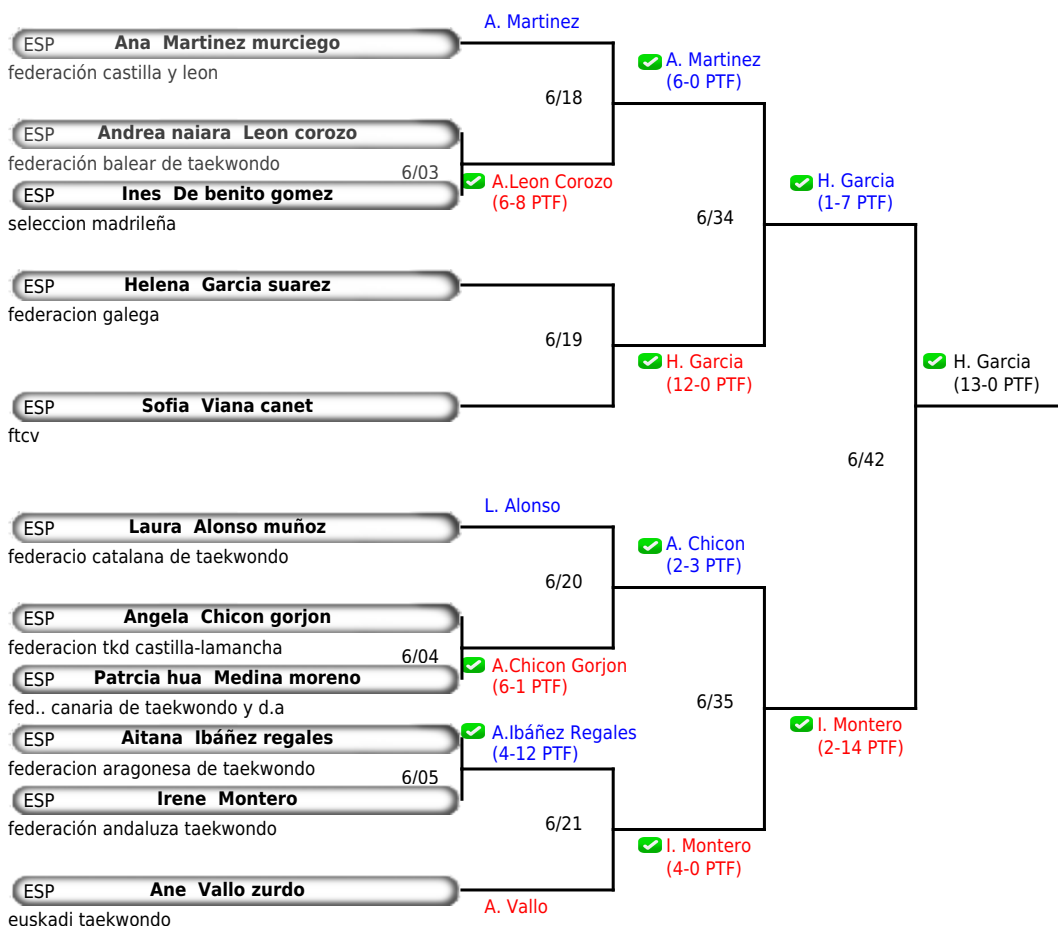 A. Martinez
ESP Ana Martinez murciego
federación castilla y leon
A. Martinez
(6-0 PTF)
6/18
ESP Andrea naiara Leon corozo
federación balear de taekwondo
6/03
A.Leon Corozo
(6-8 PTF)
ESP Ines De benito gomez
seleccion madrileña
H. Garcia
(1-7 PTF)
6/34
ESP Helena Garcia suarez
federacion galega
6/19
H. Garcia
(12-0 PTF)
H. Garcia
(13-0 PTF)
ESP Sofia Viana canet
ftcv
6/42
L. Alonso
ESP Laura Alonso muñoz
federacio catalana de taekwondo
A. Chicon
(2-3 PTF)
6/20
ESP Angela Chicon gorjon
federacion tkd castilla-lamancha
6/04
A.Chicon Gorjon
(6-1 PTF)
ESP Patrcia hua Medina moreno
fed.. canaria de taekwondo y d.a
6/35
I. Montero
(2-14 PTF)
ESP Aitana Ibáñez regales
federacion aragonesa de taekwondo
A.Ibáñez Regales
(4-12 PTF)
6/05
ESP Irene Montero
federación andaluza taekwondo
6/21
I. Montero
(4-0 PTF)
ESP Ane Vallo zurdo
euskadi taekwondo
A. Vallo